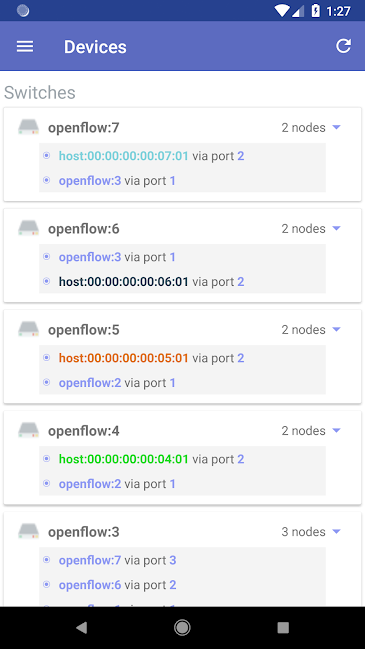 1:27
Devices
Switches
openflow:7 2 nodes
host:00:00:00:00:07:01 via port 2
openflow:3 via port 1
openflow:6 2 nodes
openflow:3 via port 1
host:00:00:00:00:06:01 via port 2
openflow:5 2 nodes
host:00:00:00:00:05:01 via port 2
openflow:2 via port 1
openflow:4 2 nodes
host:00:00:00:00:04:01 via port 2
openflow:2 via port 1
openflow:3 3 nodes
openflow:7 via port 3
openflow:6 via port 2